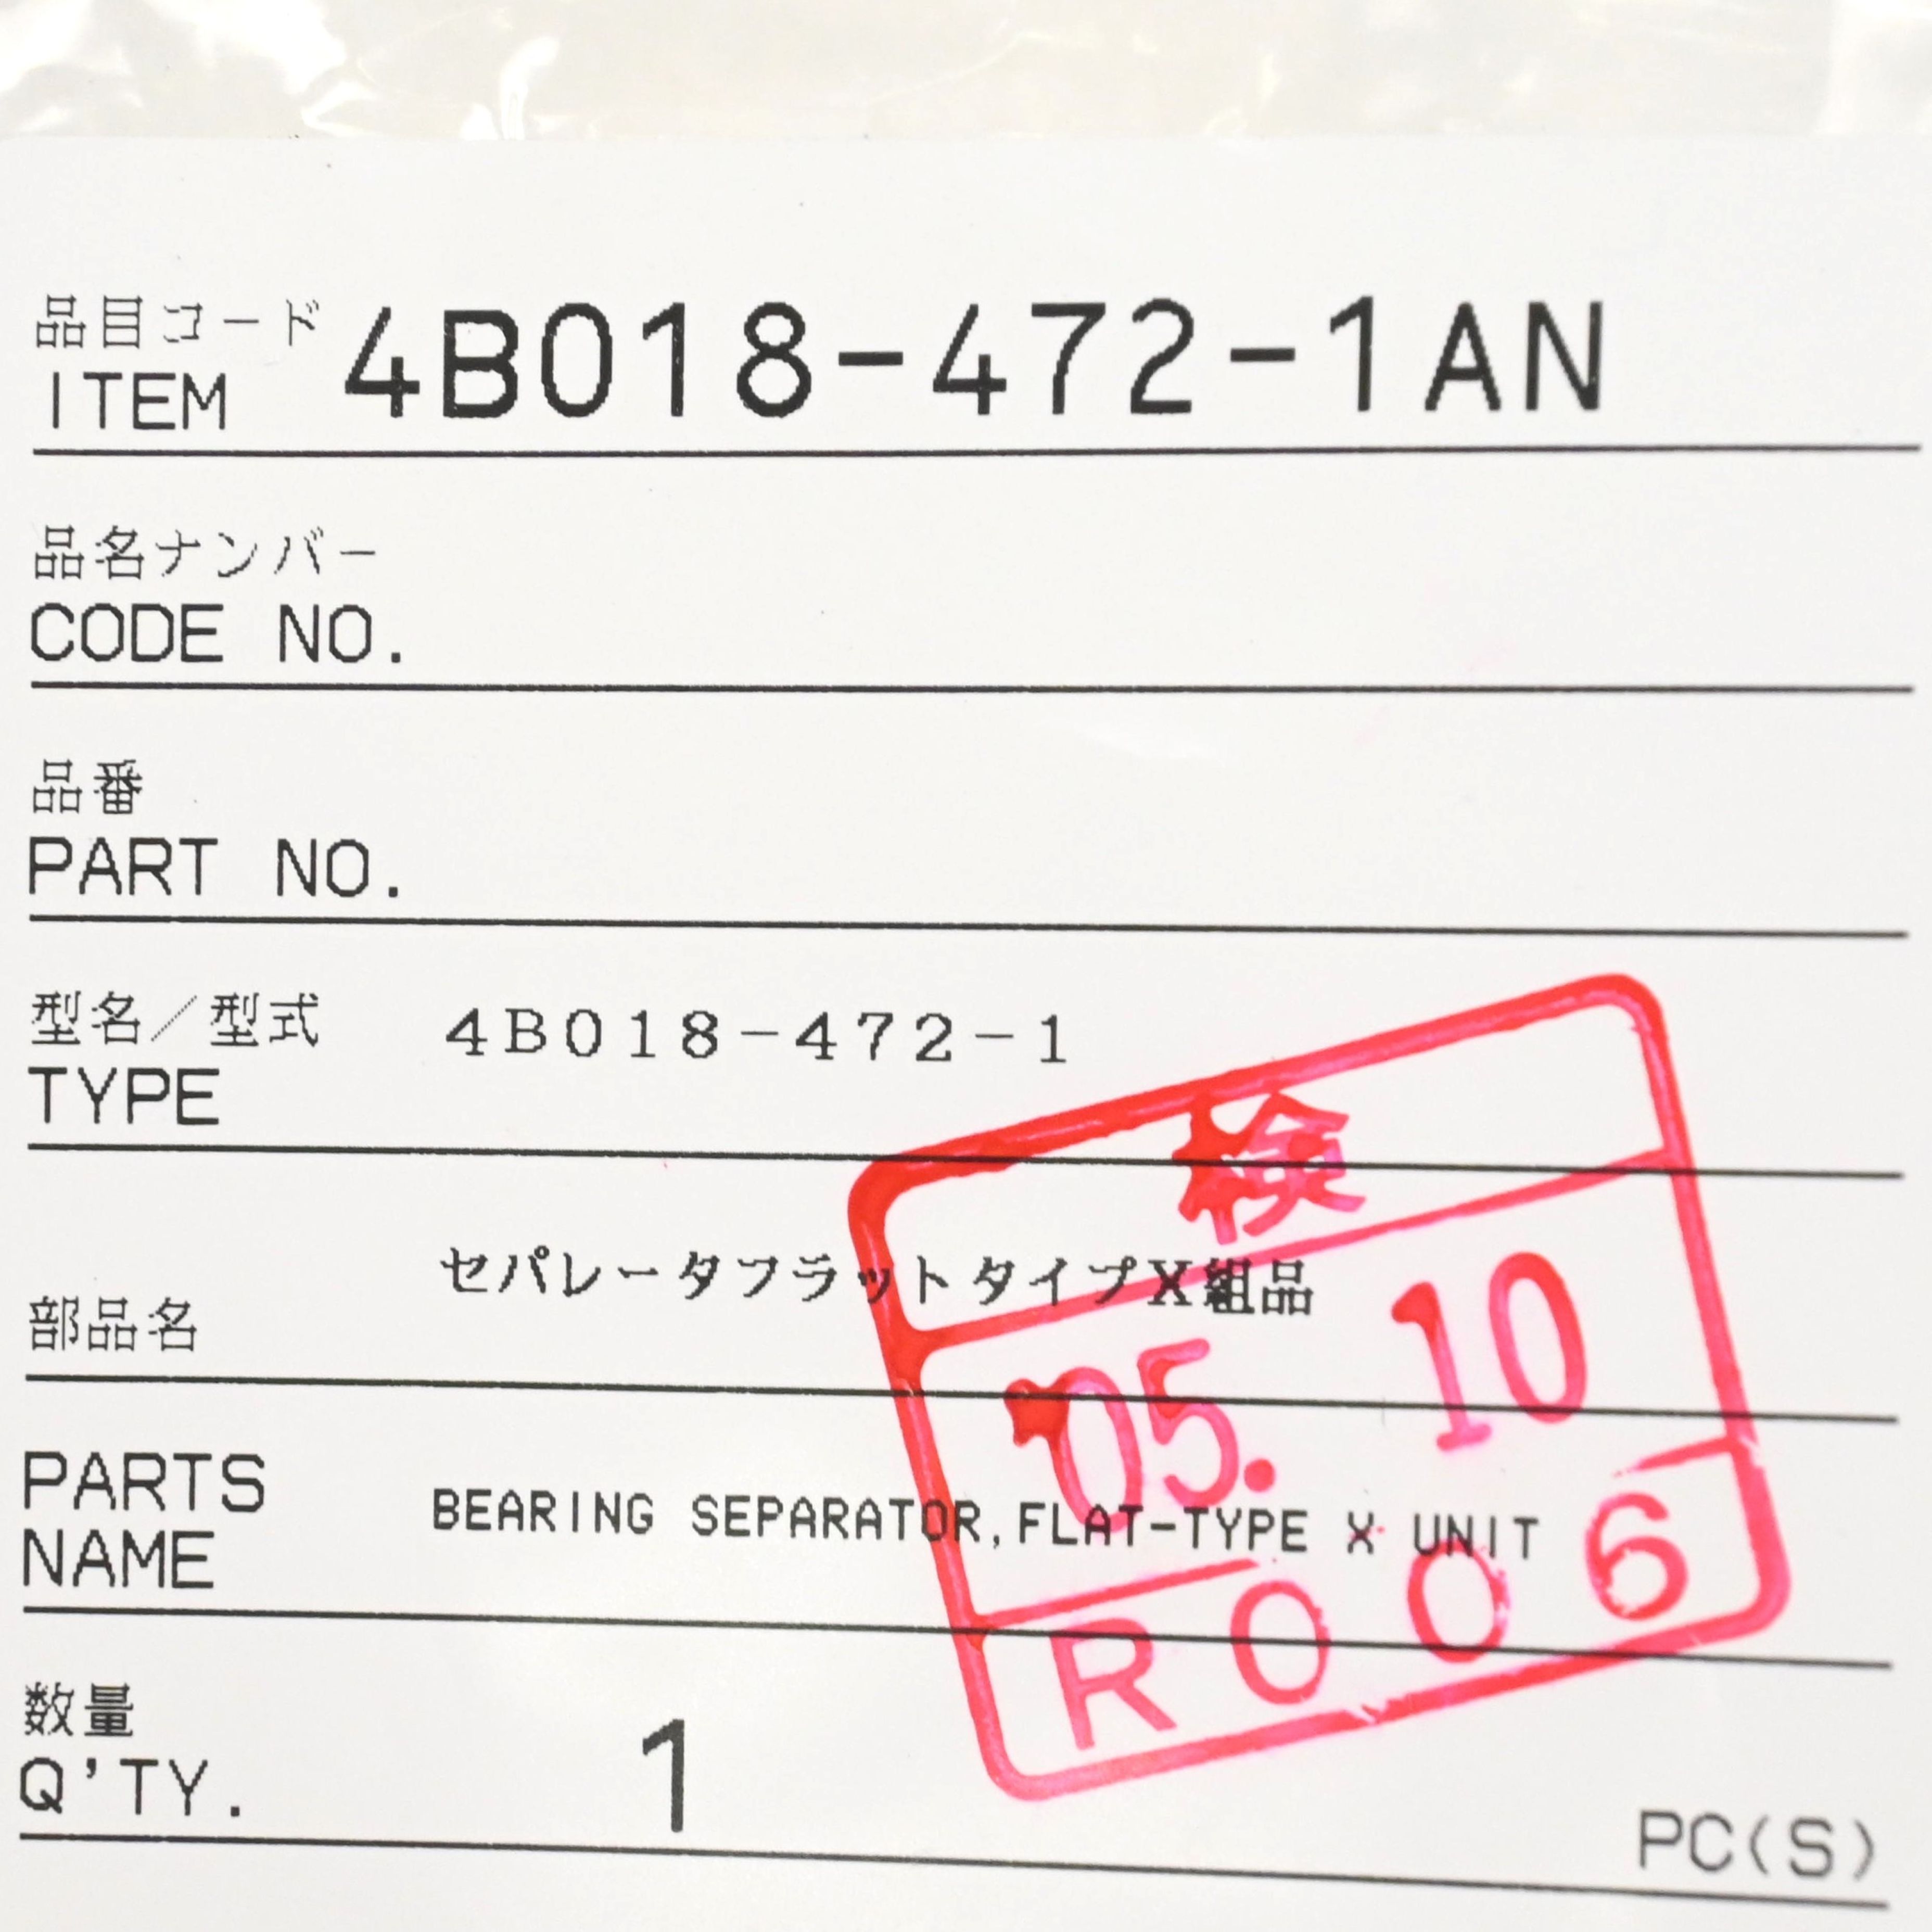 品目コード
ITEM 4B018-472-1AN
品名ナンバー
CODE NO.
品番
PART NO.
型名／型式 4B018-472-1
TYPE
検
セパレータフラットタイプX組品
部品名
'05. 10
PARTS
NAME BEARING SEPARATOR,FLAT-TYPE X UNIT
R006
数量
Q'TY. 1 PC(S)